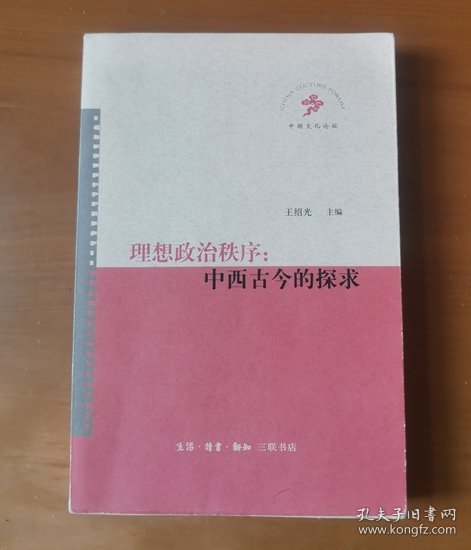 CHINA CULTURE FORUM
中国文化论坛
王绍光 主编
理想政治秩序：
中西古今的探求
生活·讀書·新知 三联书店
孔夫子旧书网
kongfz.com